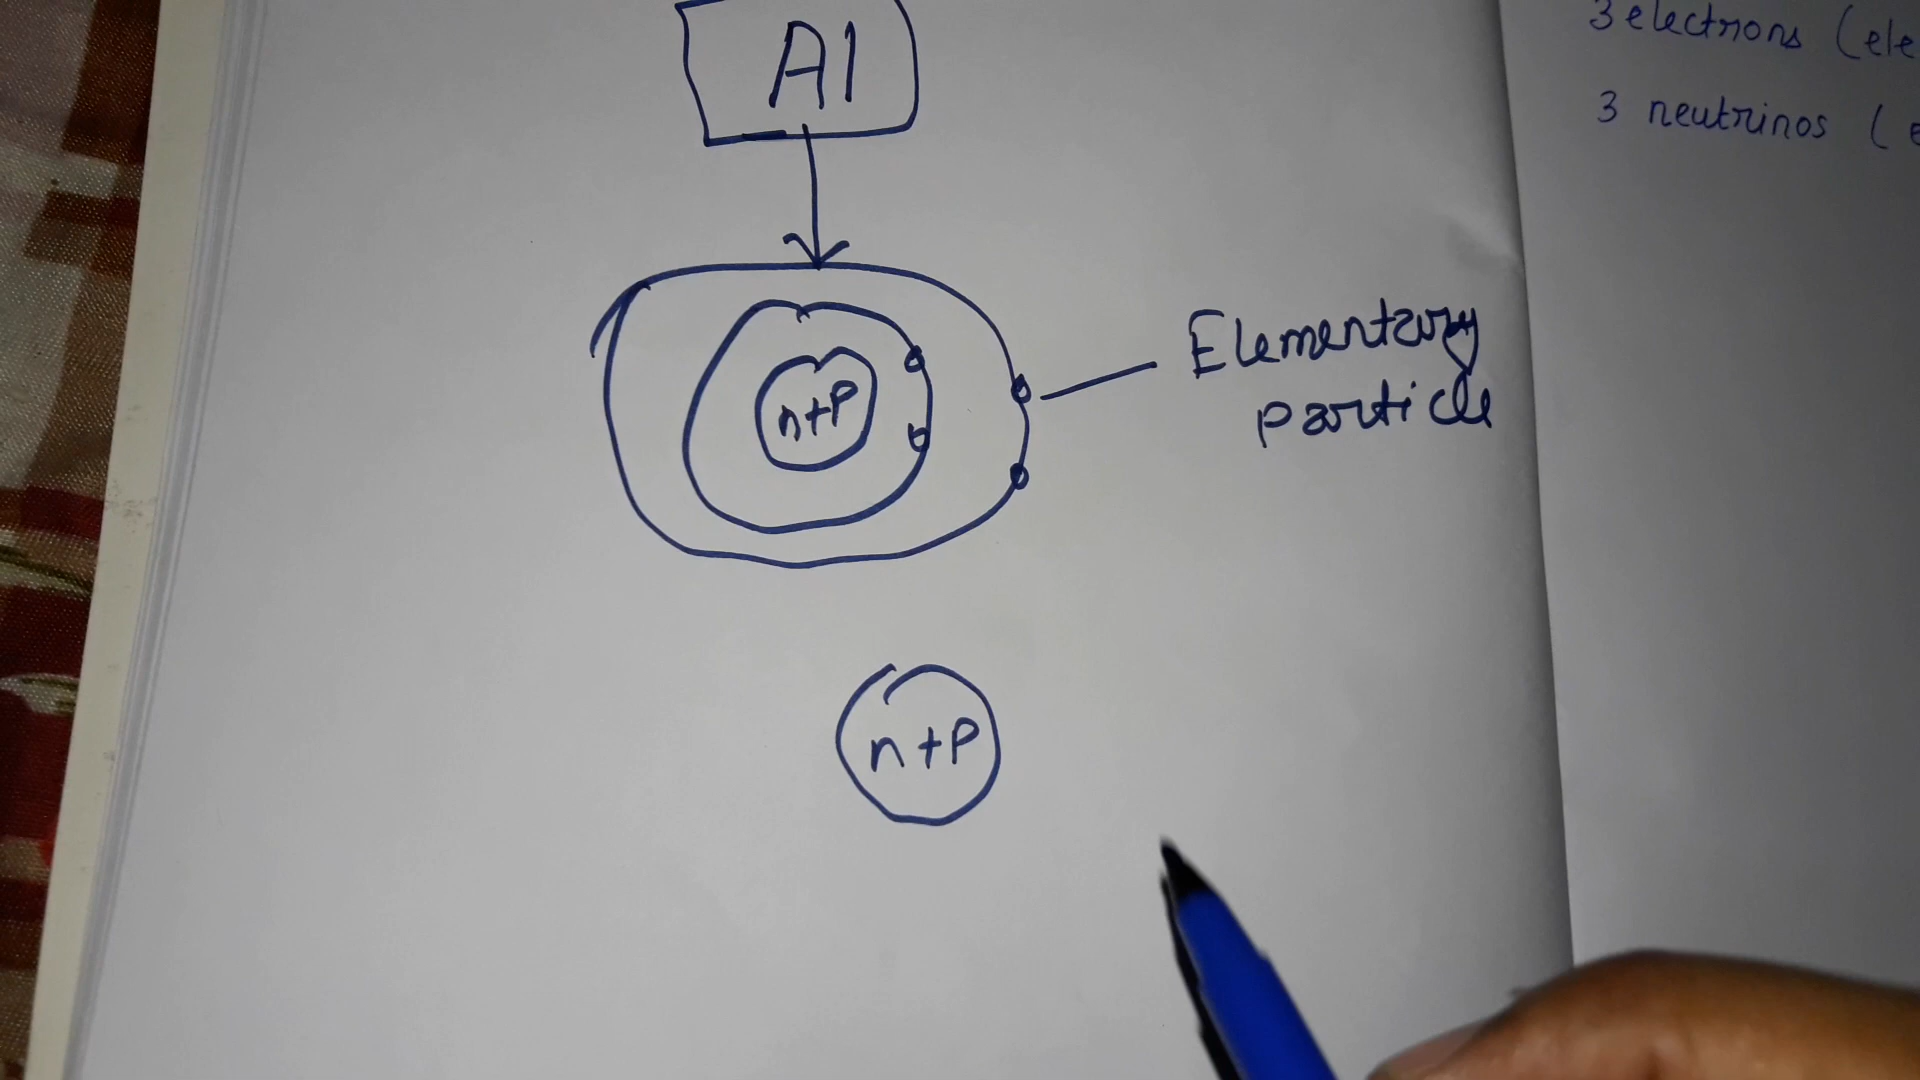 Al
n+P
Elementary
particle
n+P
3 electrons (ele
3 neutrinos (e